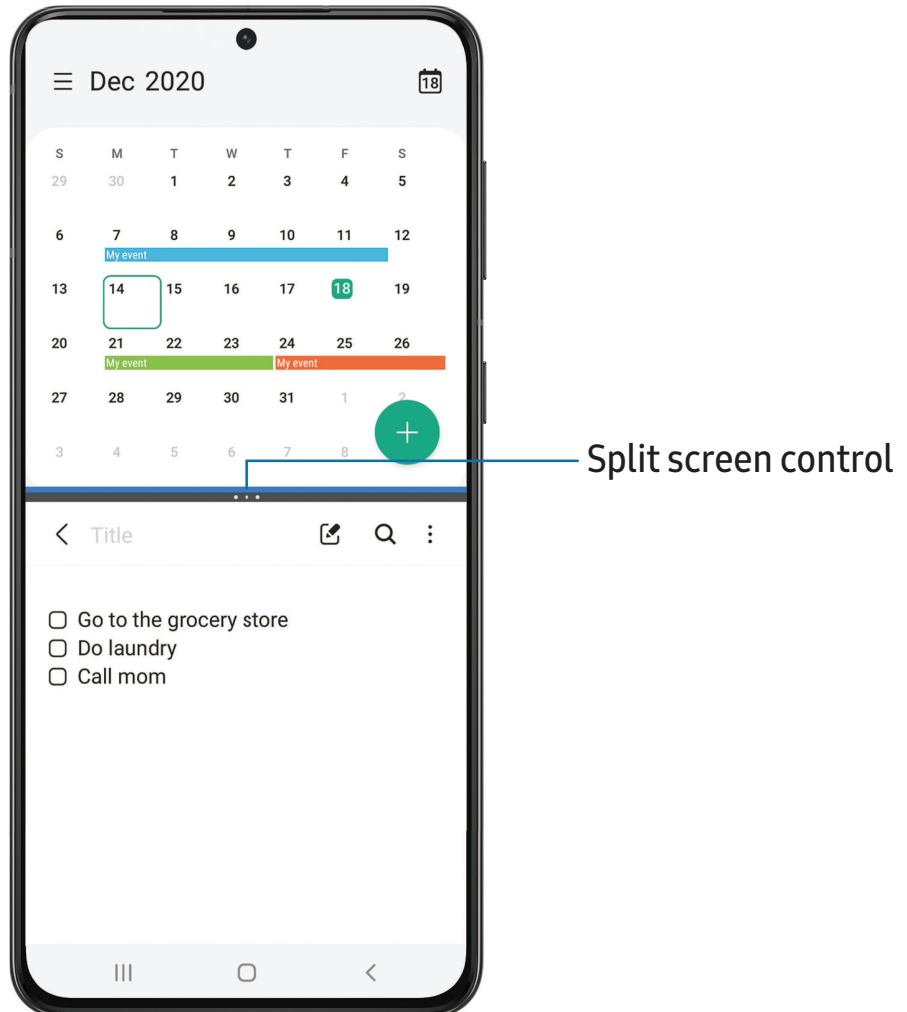 Dec 2020 18
S M T W T F S
29 30 1 2 3 4 5
6 7 8 9 10 11 12
My event
13 14 15 16 17 18 19
20 21 22 23 24 25 26
My event My event
27 28 29 30 31 1 2
3 4 5 6 7 8
Split screen control
Title
Go to the grocery store
Do laundry
Call mom